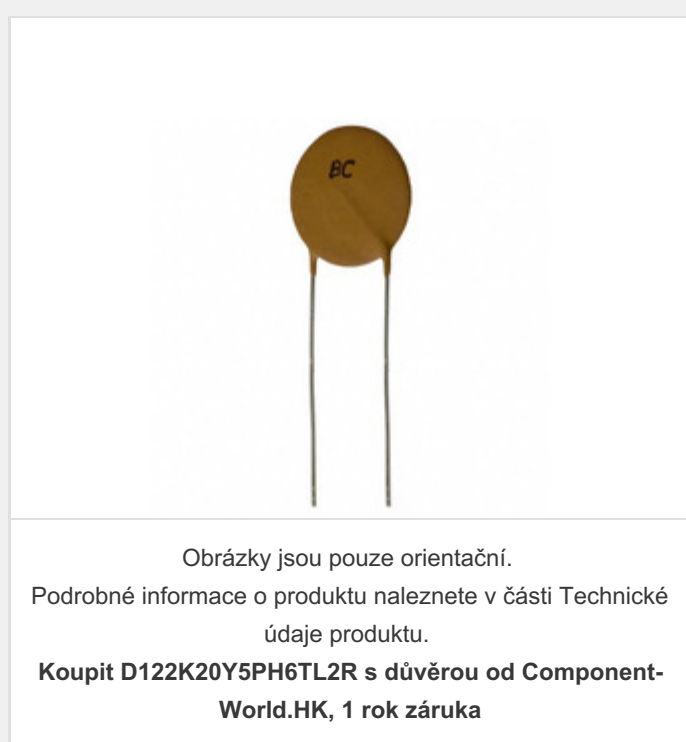 BC
Obrázky jsou pouze orientační.
Podrobné informace o produktu naleznete v části Technické
údaje produktu.
Koupit D122K20Y5PH6TL2R s důvěrou od Component-
World.HK, 1 rok záruka